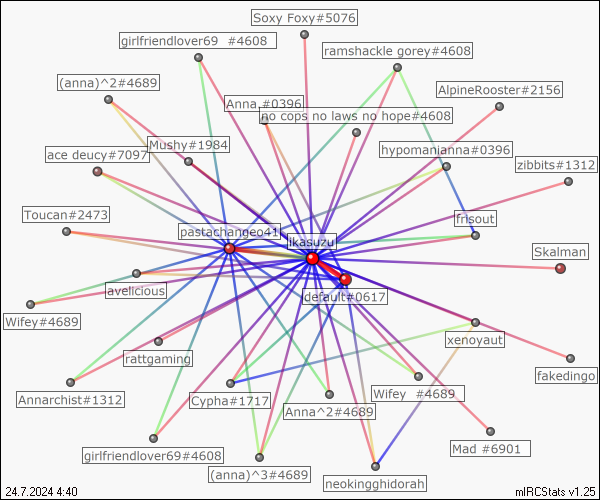 Soxy Foxy#5076
girlfriendlover69 #4608
ramshackle gorey#4608
(anna)^2#4689
AlpineRooster#2156
Anna #0396
no cops no laws no hope#4608
Mushy#1984
hypomanianna#0396
ace deucy#7097
zibbits#1312
Toucan#2473
frisout
pastachangeo41
likasuzu
Skalman
avelicious
default#0617
Wifey#4689
xenoyaut
rattgaming
fakedingo
Annarchist#1312
Cypha#1717
Wifey #4689
Anna^2#4689
Mad #6901
girlfriendlover69#4608
(anna)^3#4689
neokingghidorah
24.7.2024 4:40
mIRCStats v1.25